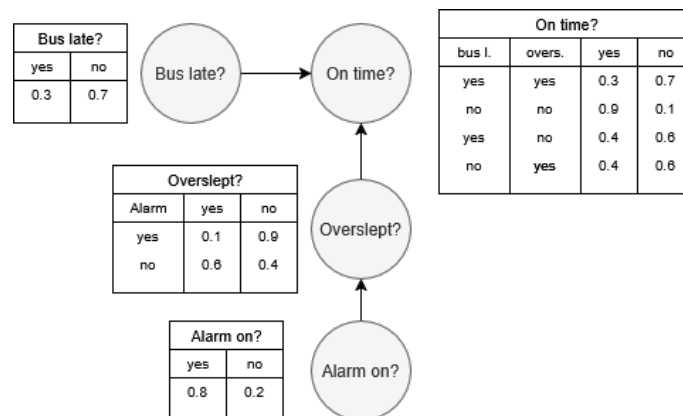 Bus late?
yes no
0.3 0.7
Bus late?
On time?
On time?
bus l. overs. yes no
yes yes 0.3 0.7
no no 0.9 0.1
yes no 0.4 0.6
no yes 0.4 0.6
Overslept?
Alarm yes no
yes 0.1 0.9
no 0.6 0.4
Overslept?
Alarm on?
yes no
0.8 0.2
Alarm on?